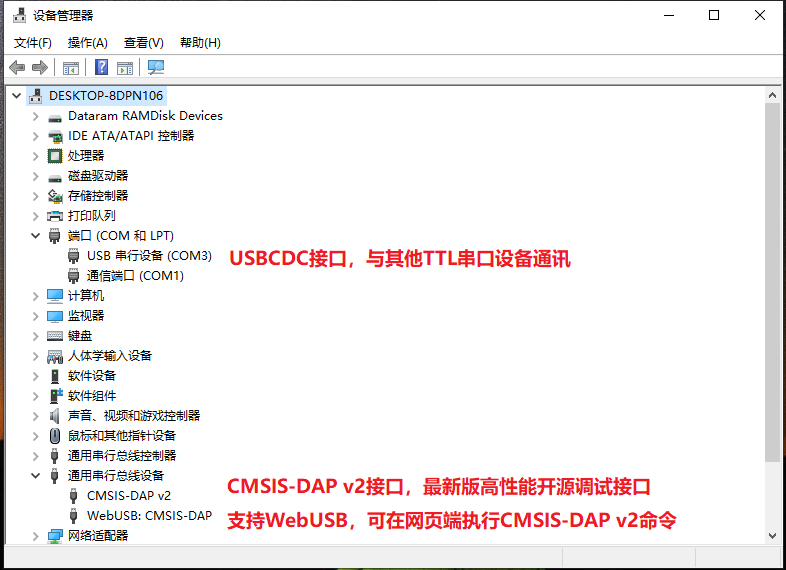 设备管理器
文件(F) 操作(A) 查看(V) 帮助(H)
DESKTOP-8DPN106
Dataram RAMDisk Devices
IDE ATA/ATAPI 控制器
处理器
磁盘驱动器
存储控制器
打印队列
端口 (COM 和 LPT)
USB 串行设备 (COM3) USBCDC接口，与其他TTL串口设备通讯
通信端口 (COM1)
计算机
监视器
键盘
人体学输入设备
软件设备
软件组件
声音、视频和游戏控制器
鼠标和其他指针设备
通用串行总线控制器
通用串行总线设备
CMSIS-DAP v2 CMSIS-DAP v2接口，最新版高性能开源调试接口
WebUSB: CMSIS-DAP 支持WebUSB，可在网页端执行CMSIS-DAP v2命令
网络适配器